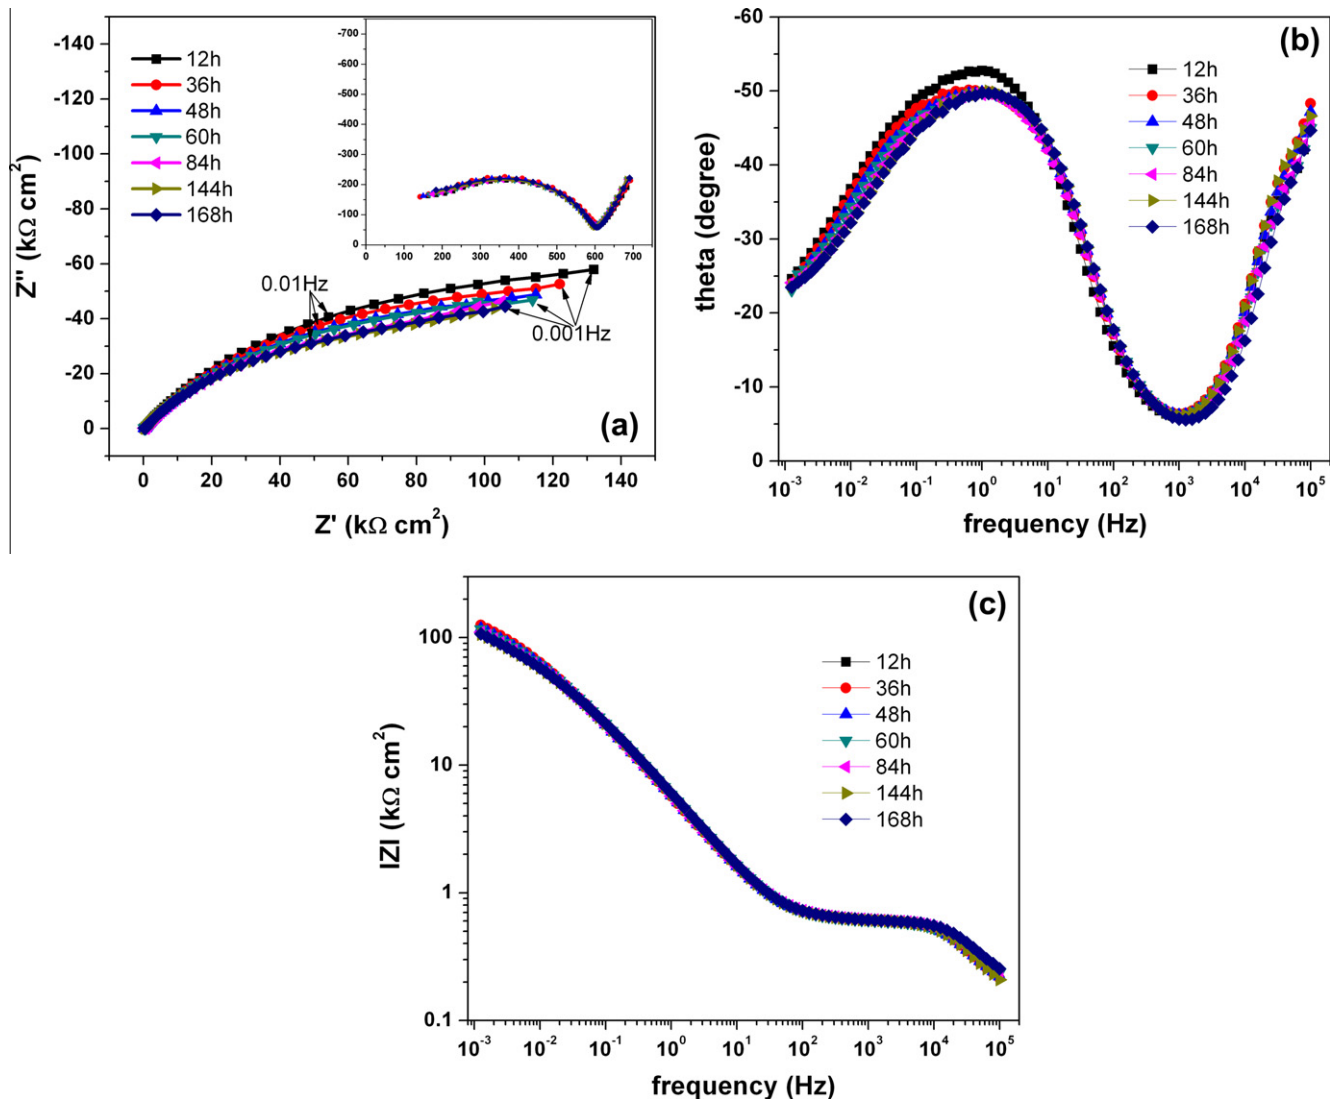 (a)
Z'' (kΩ cm²)
-140
-120
-100
-80
-60
-40
-20
0
12h
36h
48h
60h
84h
144h
168h
-700
-600
-500
-400
-300
-200
-100
0
0 100 200 300 400 500 600 700
0.01Hz
0.001Hz
0 20 40 60 80 100 120 140
Z' (kΩ cm²)
(b)
theta (degree)
-60
-50
-40
-30
-20
-10
0
12h
36h
48h
60h
84h
144h
168h
10⁻³ 10⁻² 10⁻¹ 10⁰ 10¹ 10² 10³ 10⁴ 10⁵
frequency (Hz)
(c)
|Z| (kΩ cm²)
100
10
1
0.1
12h
36h
48h
60h
84h
144h
168h
10⁻³ 10⁻² 10⁻¹ 10⁰ 10¹ 10² 10³ 10⁴ 10⁵
frequency (Hz)